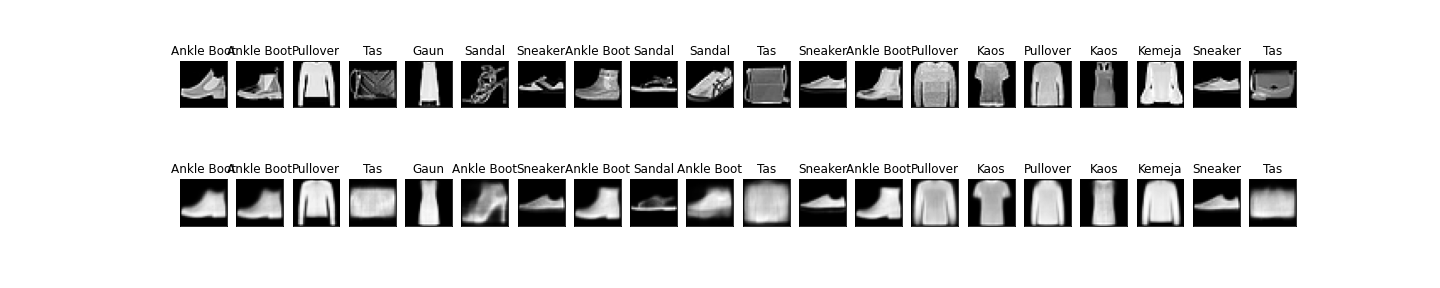 Ankle Boot Ankle Boot Pullover Tas Gaun Sandal Sneaker Ankle Boot Sandal Sandal Tas Sneaker Ankle Boot Pullover Kaos Pullover Kaos Kemeja Sneaker Tas
Ankle Boot Ankle Boot Pullover Tas Gaun Ankle Boot Sneaker Ankle Boot Sandal Ankle Boot Tas Sneaker Ankle Boot Pullover Kaos Pullover Kaos Kemeja Sneaker Tas